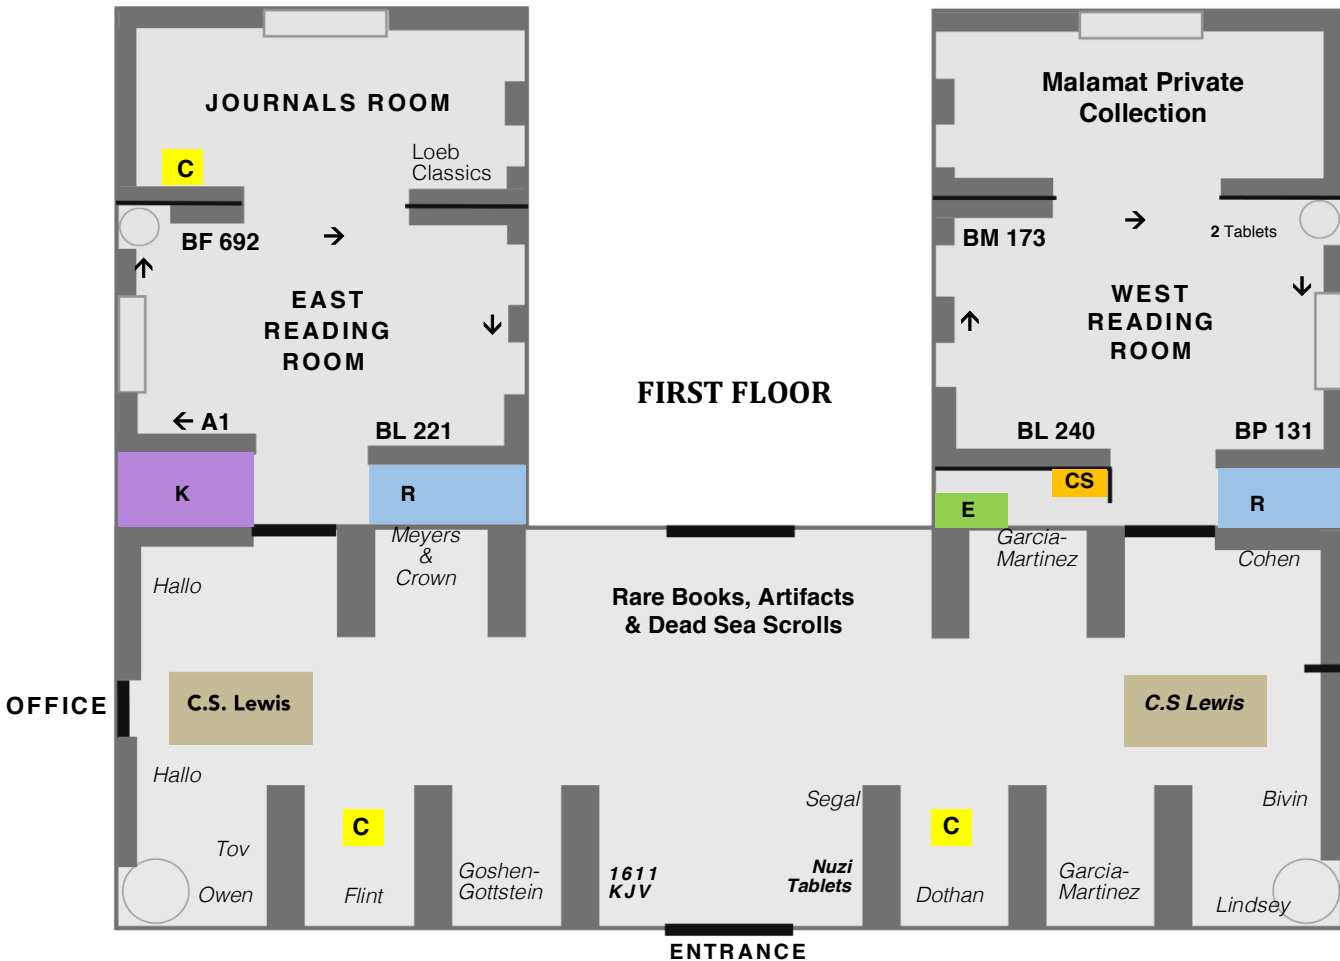 JOURNALS ROOM
C
Loeb
Classics
BF 692
EAST
READING
ROOM
A1
BL 221
K
R
Malamat Private
Collection
BM 173
2 Tablets
WEST
READING
ROOM
BL 240
BP 131
CS
E
R
FIRST FLOOR
Meyers
&
Crown
Garcia-
Martinez
Cohen
Hallo
Rare Books, Artifacts
& Dead Sea Scrolls
OFFICE
C.S. Lewis
C.S Lewis
Hallo
Segal
Bivin
C
C
Tov
Owen
Flint
Goshen-
Gottstein
1611
KJV
Nuzi
Tablets
Dothan
Garcia-
Martinez
Lindsey
ENTRANCE